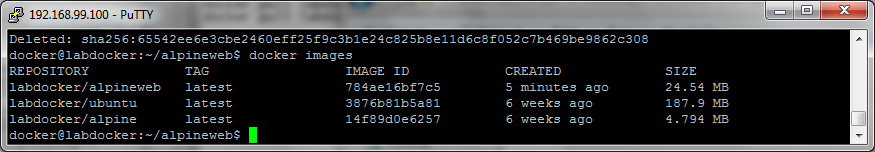 192.168.99.100 - PuTTY
Deleted: sha256:65542ee6e3cbe2460eff25f9c3b1e24c825b8e11d6c8f052c7b469be9862c308
docker@labdocker:~/alpineweb$ docker images
REPOSITORY TAG IMAGE ID CREATED SIZE
labdocker/alpineweb latest 784ae16bf7c5 5 minutes ago 24.54 MB
labdocker/ubuntu latest 3876b81b5a81 6 weeks ago 187.9 MB
labdocker/alpine latest 14f89d0e6257 6 weeks ago 4.794 MB
docker@labdocker:~/alpineweb$